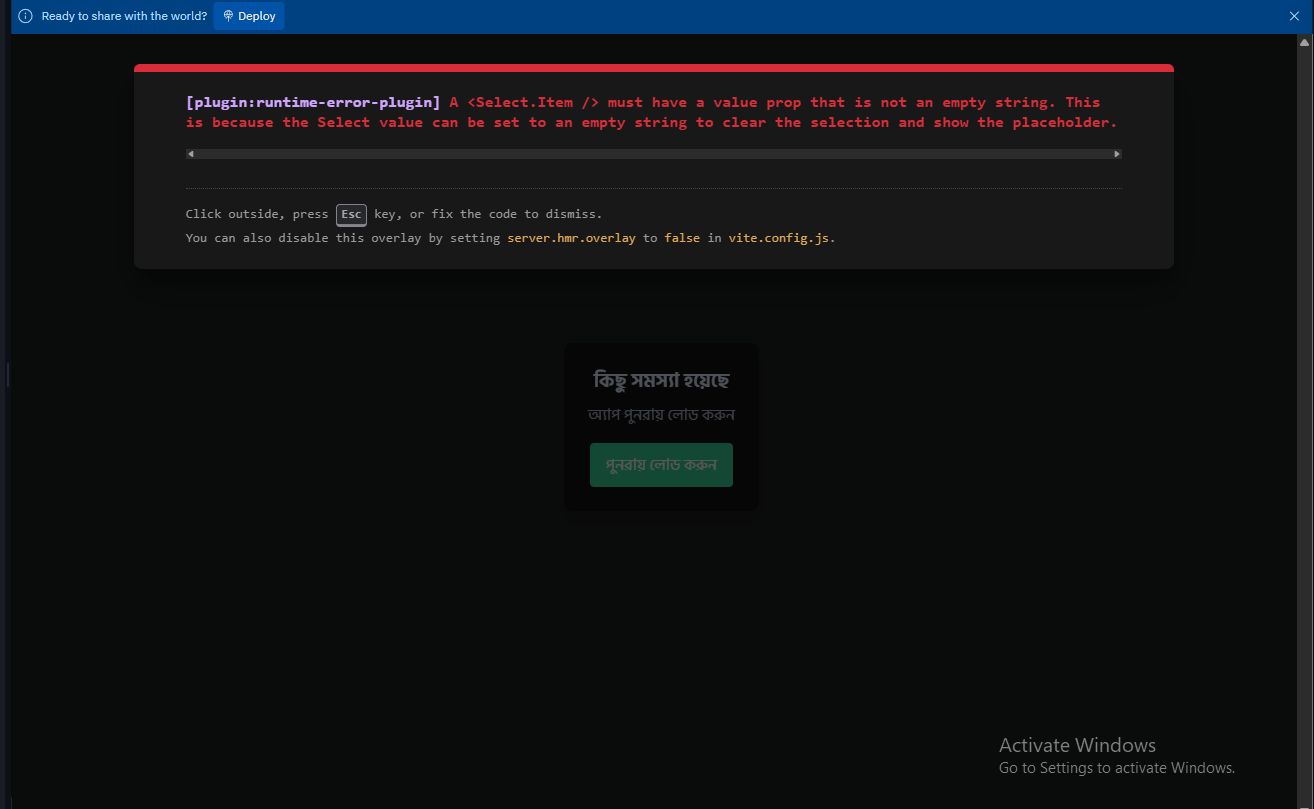 Ready to share with the world? Deploy
[plugin:runtime-error-plugin] A <Select.Item /> must have a value prop that is not an empty string. This
is because the Select value can be set to an empty string to clear the selection and show the placeholder.
Click outside, press Esc key, or fix the code to dismiss.
You can also disable this overlay by setting server.hmr.overlay to false in vite.config.js.
কিছু সমস্যা হয়েছে
অ্যাপ পুনরায় লোড করুন
পুনরায় লোড করুন
Activate Windows
Go to Settings to activate Windows.